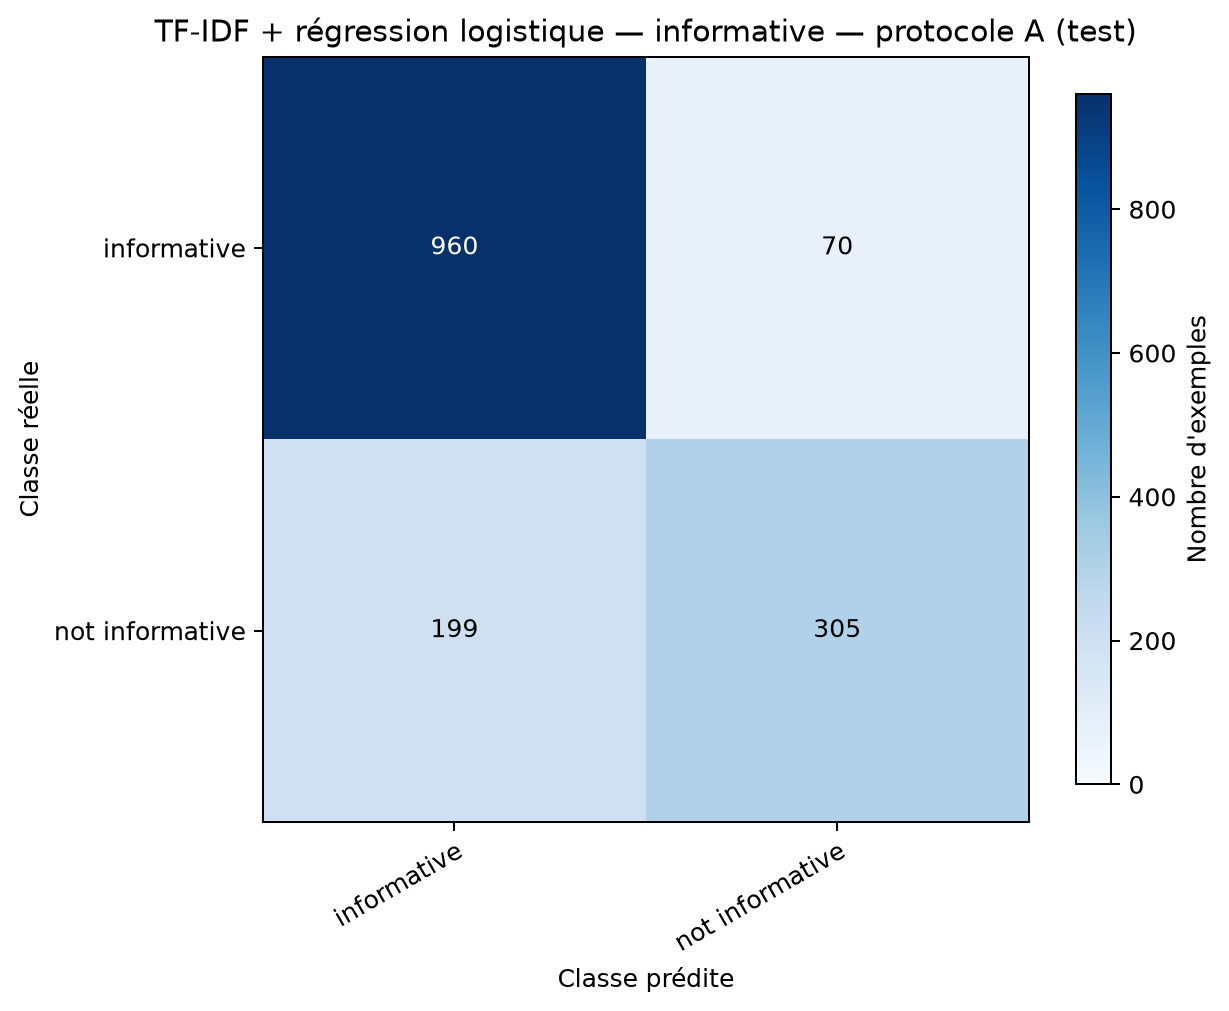 TF-IDF + régression logistique — informative — protocole A (test)
Classe réelle
informative
not informative
960
70
199
305
informative
not informative
Classe prédite
800
600
400
200
0
Nombre d'exemples